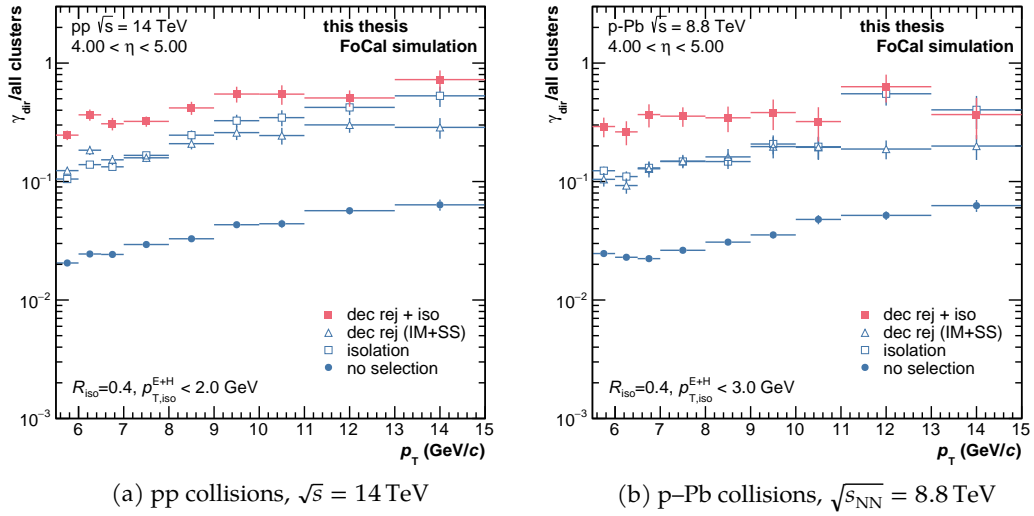 pp √s = 14 TeV
4.00 < η < 5.00
this thesis
FoCal simulation
γdir/all clusters
1
10⁻¹
10⁻²
10⁻³
dec rej + iso
dec rej (IM+SS)
isolation
no selection
Riso=0.4, pT,isoE+H < 2.0 GeV
6 7 8 9 10 11 12 13 14 15
pT (GeV/c)
(a) pp collisions, √s = 14 TeV
p-Pb √s = 8.8 TeV
4.00 < η < 5.00
this thesis
FoCal simulation
γdir/all clusters
1
10⁻¹
10⁻²
10⁻³
dec rej + iso
dec rej (IM+SS)
isolation
no selection
Riso=0.4, pT,isoE+H < 3.0 GeV
6 7 8 9 10 11 12 13 14 15
pT (GeV/c)
(b) p–Pb collisions, √sNN = 8.8 TeV